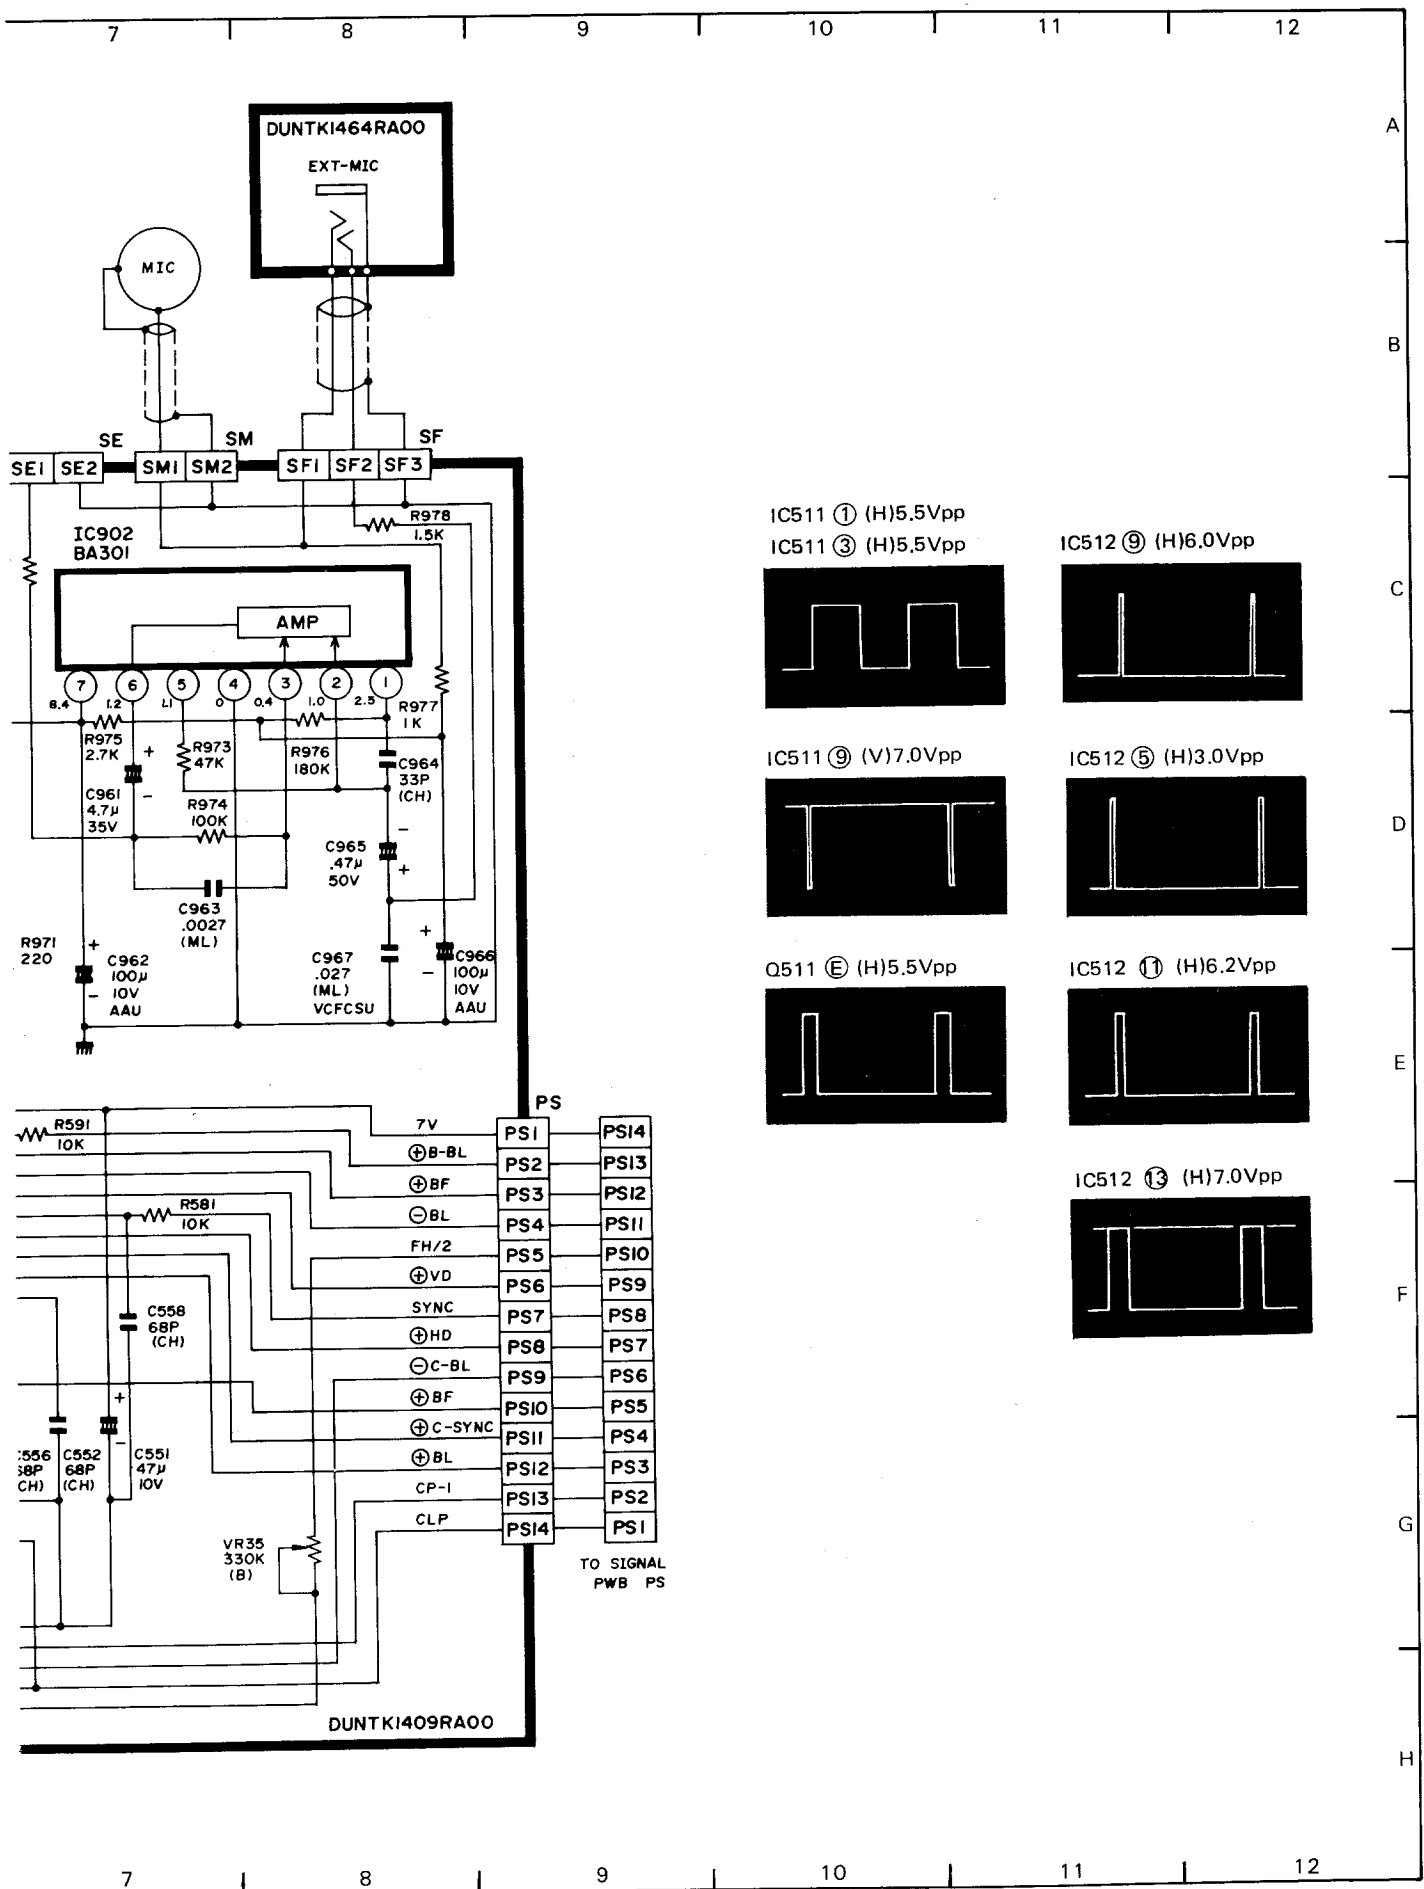 7 8 9 10 11 12
A
DUNTK1464RA00
EXT-MIC
MIC
B
SE SM SF
SE1 SE2 SM1 SM2 SF1 SF2 SF3
R978
1.5K
IC902
BA301
AMP
C
7 6 5 4 3 2 1
8.4 1.2 1.1 0 0.4 1.0 2.5
R977
1K
R975
2.7K
R973
47K
R976
180K
C964
33P
(CH)
+
-
C961
4.7µ
35V
R974
100K
D
C965
.47µ
50V
-
+
C963
.0027
(ML)
R971
220
+
-
C962
100µ
10V
AAU
C967
.027
(ML)
VCFCSU
+
-
C966
100µ
10V
AAU
IC511 ① (H)5.5Vpp
IC511 ③ (H)5.5Vpp
IC512 ⑨ (H)6.0Vpp
IC511 ⑨ (V)7.0Vpp
IC512 ⑤ (H)3.0Vpp
Q511 Ⓔ (H)5.5Vpp
IC512 ⑪ (H)6.2Vpp
IC512 ⑬ (H)7.0Vpp
E
PS
R591
10K
7V PS1 PS14
⊕B-BL PS2 PS13
⊕BF PS3 PS12
⊖BL PS4 PS11
R581
10K
FH/2 PS5 PS10
⊕VD PS6 PS9
SYNC PS7 PS8
⊕HD PS8 PS7
⊖C-BL PS9 PS6
⊕BF PS10 PS5
⊕C-SYNC PS11 PS4
⊕BL PS12 PS3
CP-1 PS13 PS2
CLP PS14 PS1
F
C558
68P
(CH)
+
-
C552
68P
(CH)
C551
47µ
10V
G
VR35
330K
(B)
TO SIGNAL
PWB PS
DUNTK1409RA00
H
7 8 9 10 11 12